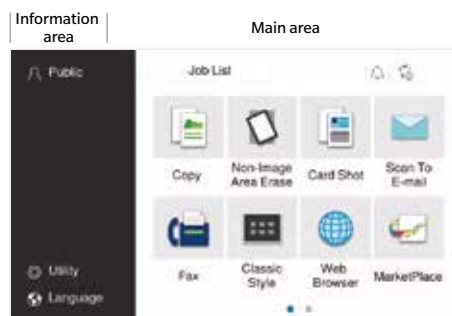 Information
area
Main area
Public
Job List
Copy
Non-Image
Area Erase
Card Shot
Scan To
E-mail
Fax
Classic
Style
Web
Browser
MarketPlace
Utility
Language